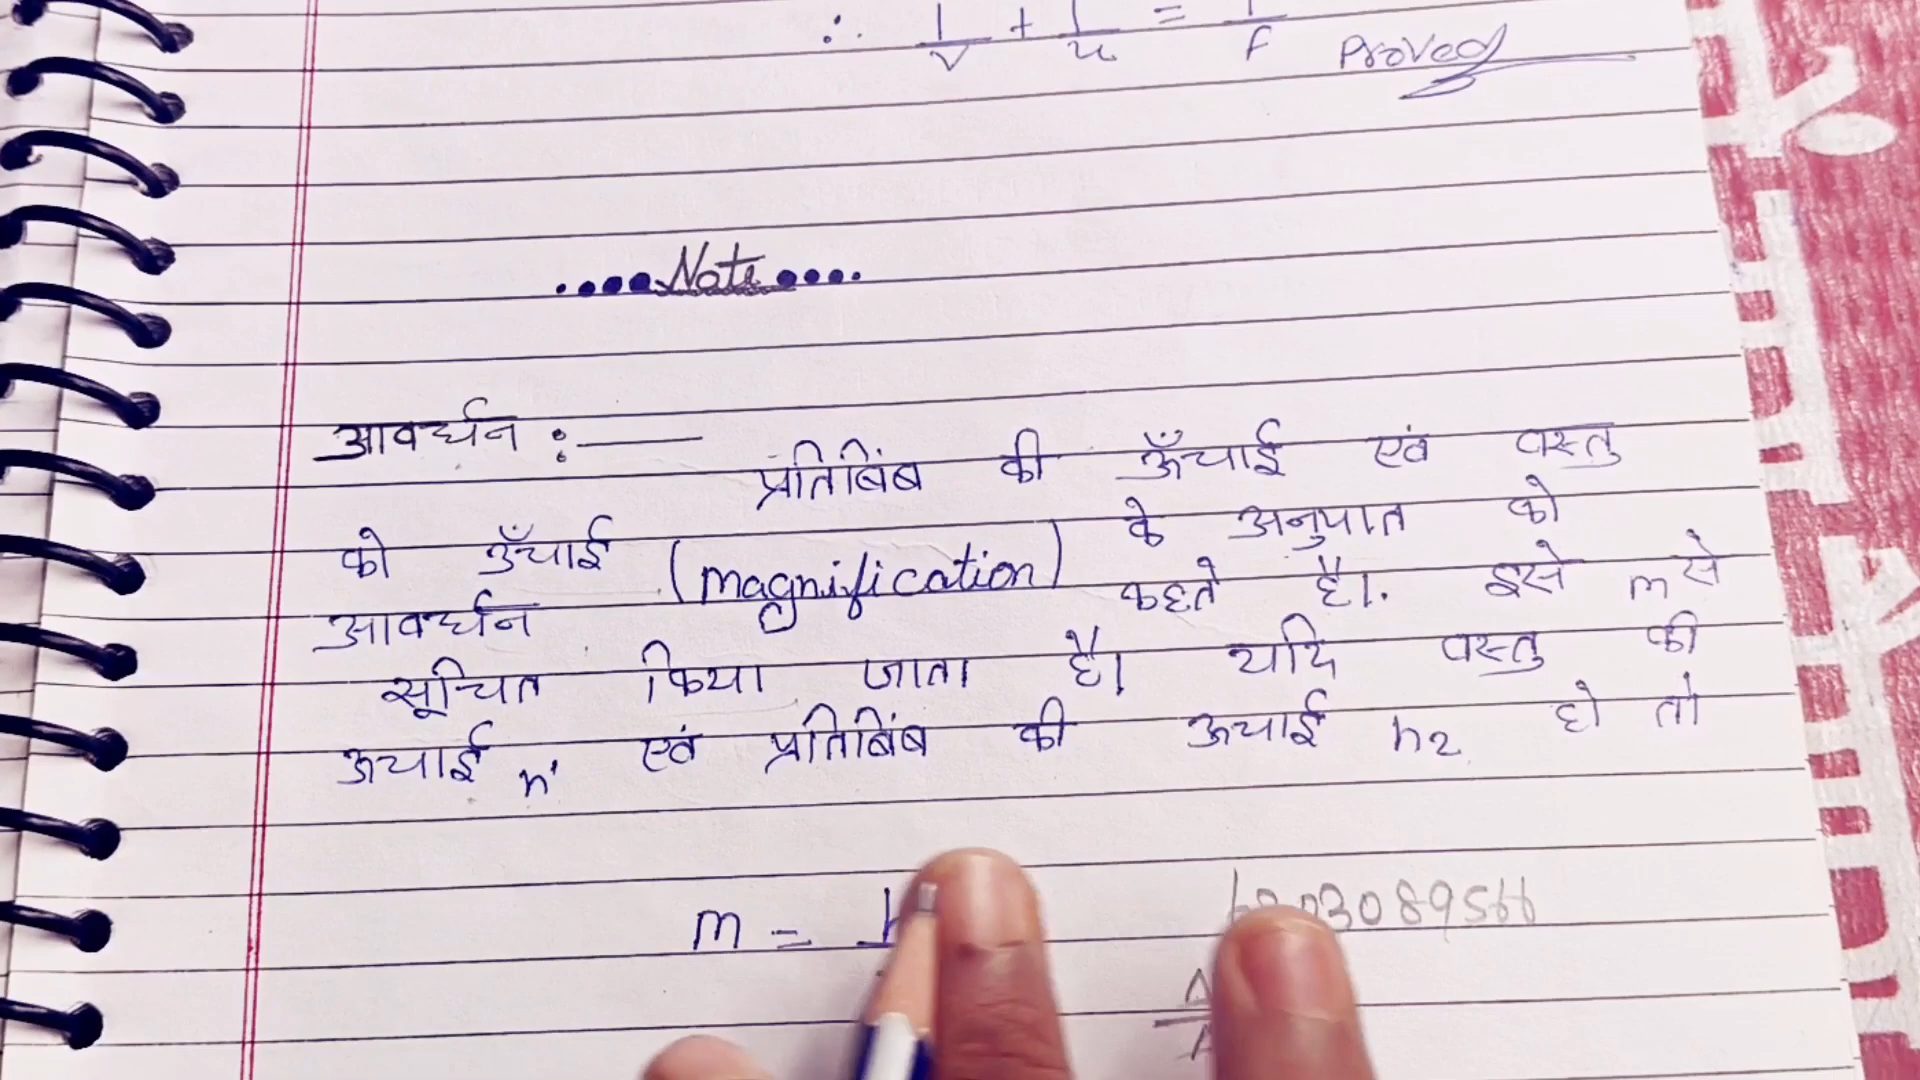 ∴ 1/v + 1/u = 1/f Proved
....Note....
आवर्धन :— प्रतिबिंब की ऊँचाई एवं वस्तु
को ऊँचाई (magnification) के अनुपात को
आवर्धन कहते है। इसे m से
सूचित किया जाता है। यदि वस्तु की
ऊचाई h' एवं प्रतिबिंब की ऊचाई h2 हो तो
m = h